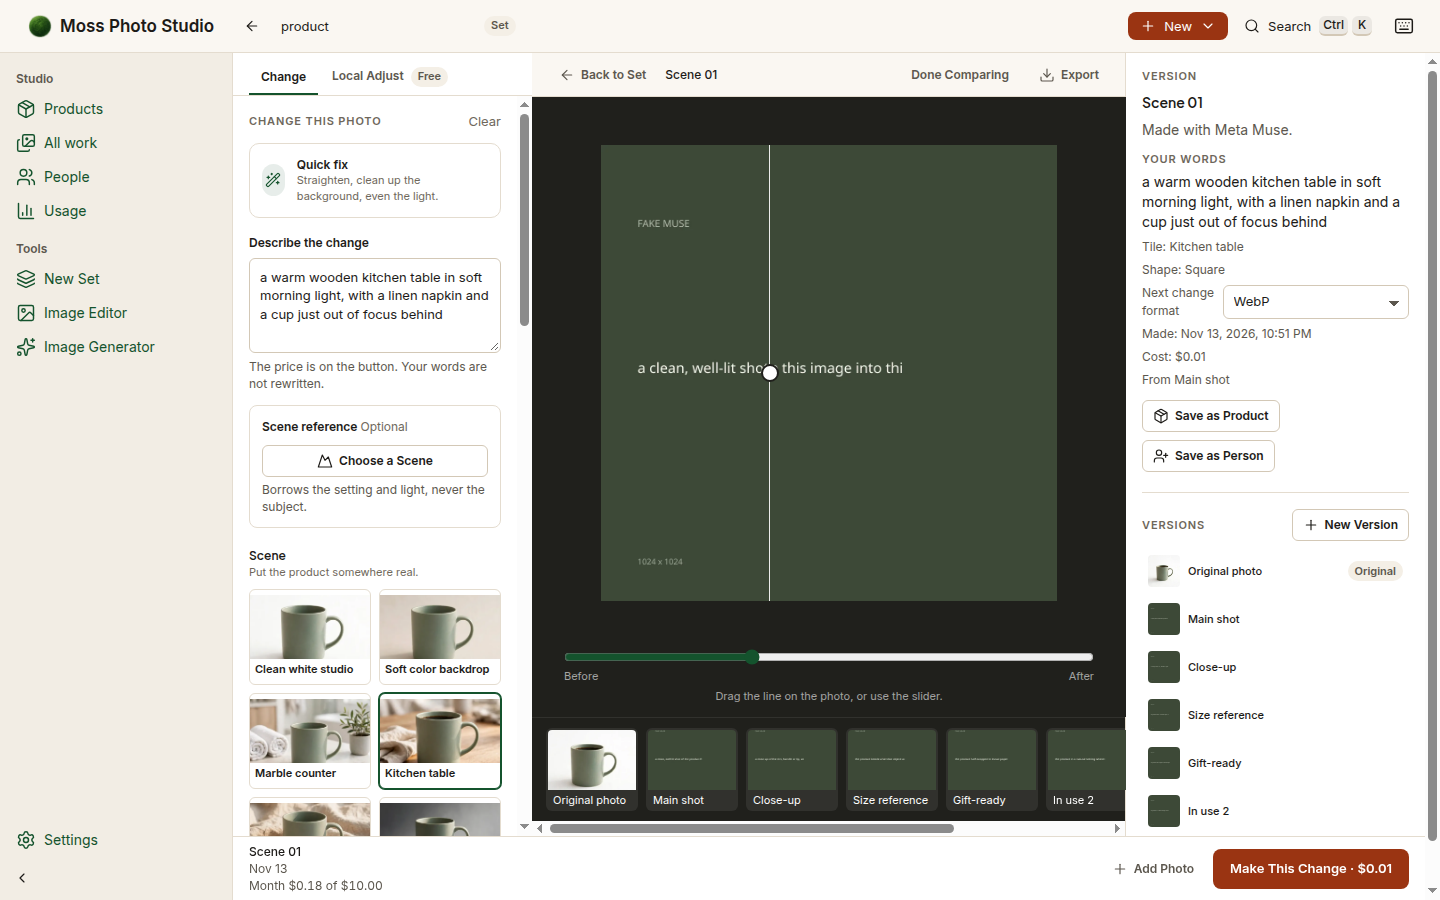 Moss Photo Studio
product
Set
New
Search
Ctrl
K
Studio
Products
All work
People
Usage
Tools
New Set
Image Editor
Image Generator
Settings
Change
Local Adjust
Free
CHANGE THIS PHOTO
Clear
Quick fix
Straighten, clean up the
background, even the light.
Describe the change
a warm wooden kitchen table in soft
morning light, with a linen napkin and
a cup just out of focus behind
The price is on the button. Your words are
not rewritten.
Scene reference Optional
Choose a Scene
Borrows the setting and light, never the
subject.
Scene
Put the product somewhere real.
Clean white studio
Soft color backdrop
Marble counter
Kitchen table
Back to Set
Scene 01
Done Comparing
Export
FAKE MUSE
a clean, well-lit sho this image into thi
1024 x 1024
Before
After
Drag the line on the photo, or use the slider.
Original photo
Main shot
Close-up
Size reference
Gift-ready
In use 2
VERSION
Scene 01
Made with Meta Muse.
YOUR WORDS
a warm wooden kitchen table in soft
morning light, with a linen napkin and a
cup just out of focus behind
Tile: Kitchen table
Shape: Square
Next change
format
WebP
Made: Nov 13, 2026, 10:51 PM
Cost: $0.01
From Main shot
Save as Product
Save as Person
VERSIONS
New Version
Original photo
Original
Main shot
Close-up
Size reference
Gift-ready
In use 2
Scene 01
Nov 13
Month $0.18 of $10.00
Add Photo
Make This Change · $0.01